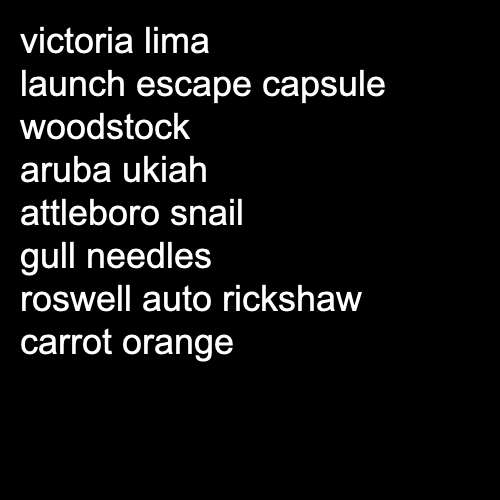 victoria lima
launch escape capsule
woodstock
aruba ukiah
attleboro snail
gull needles
roswell auto rickshaw
carrot orange